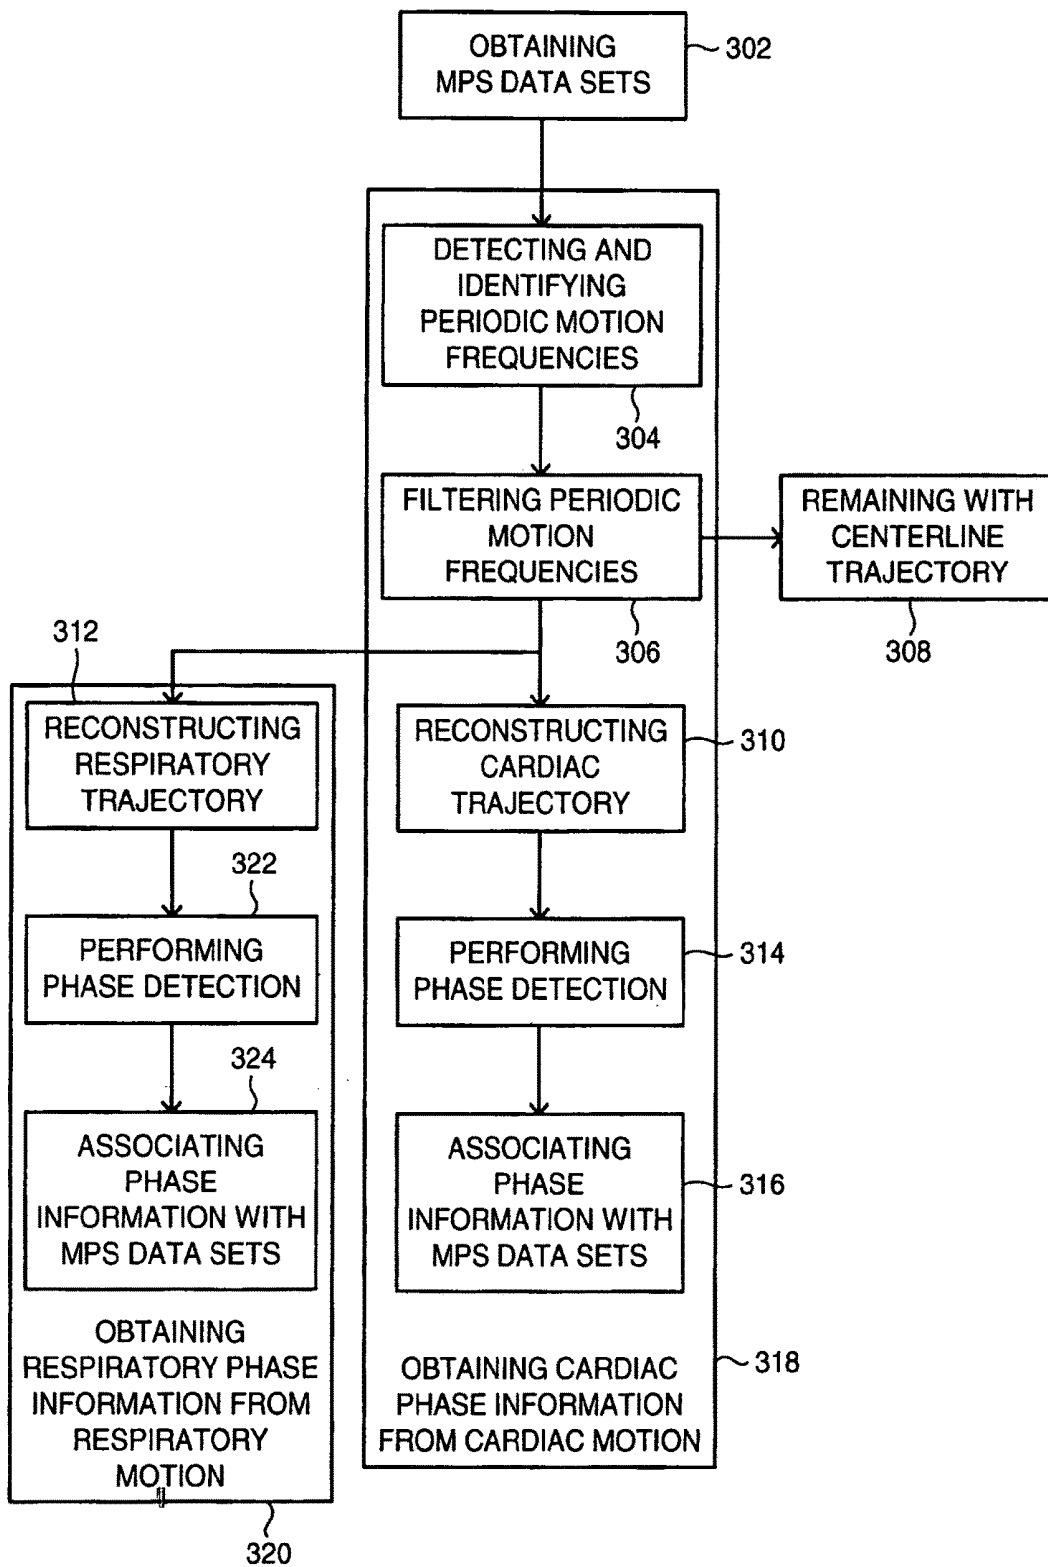 OBTAINING
MPS DATA SETS
302
DETECTING AND
IDENTIFYING
PERIODIC MOTION
FREQUENCIES
304
FILTERING PERIODIC
MOTION
FREQUENCIES
306
REMAINING WITH
CENTERLINE
TRAJECTORY
308
312
RECONSTRUCTING
RESPIRATORY
TRAJECTORY
RECONSTRUCTING
CARDIAC
TRAJECTORY
310
322
PERFORMING
PHASE DETECTION
PERFORMING
PHASE DETECTION
314
324
ASSOCIATING
PHASE
INFORMATION WITH
MPS DATA SETS
ASSOCIATING
PHASE
INFORMATION WITH
MPS DATA SETS
316
OBTAINING
RESPIRATORY PHASE
INFORMATION FROM
RESPIRATORY
MOTION
320
OBTAINING CARDIAC
PHASE INFORMATION
FROM CARDIAC MOTION
318